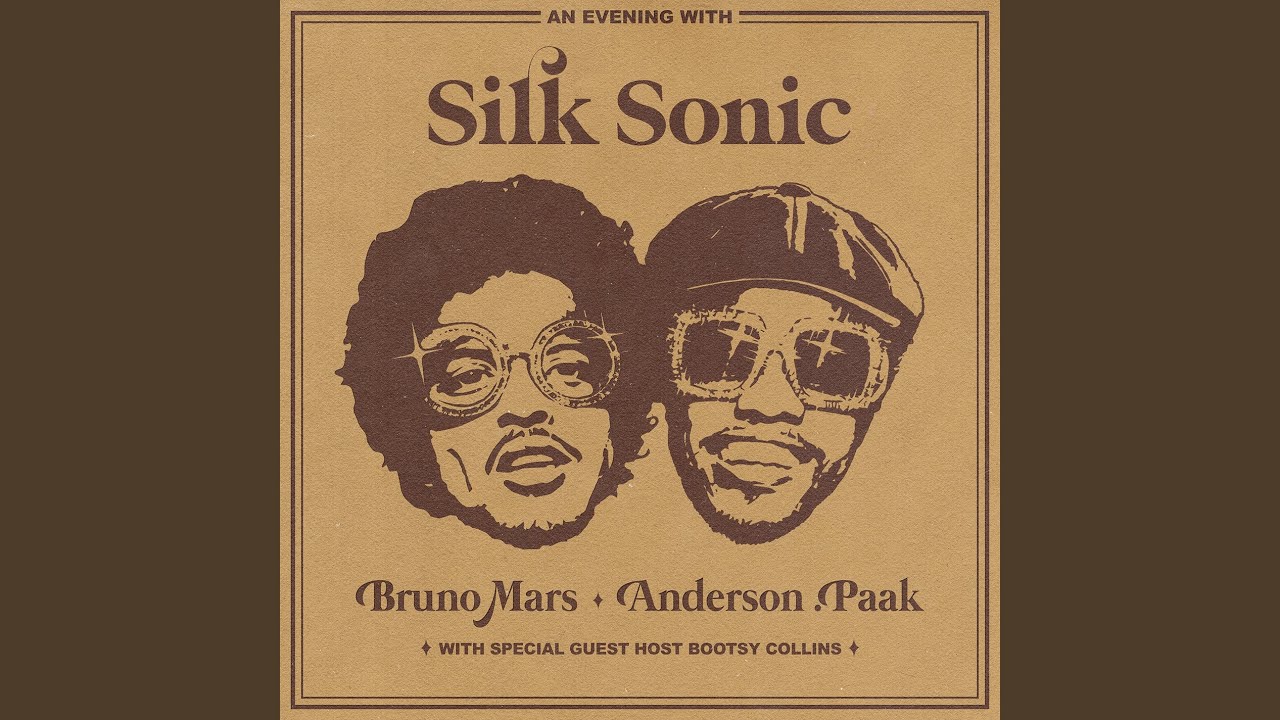 AN EVENING WITH
Silk Sonic
Bruno Mars ✦ Anderson .Paak
✦ WITH SPECIAL GUEST HOST BOOTSY COLLINS ✦